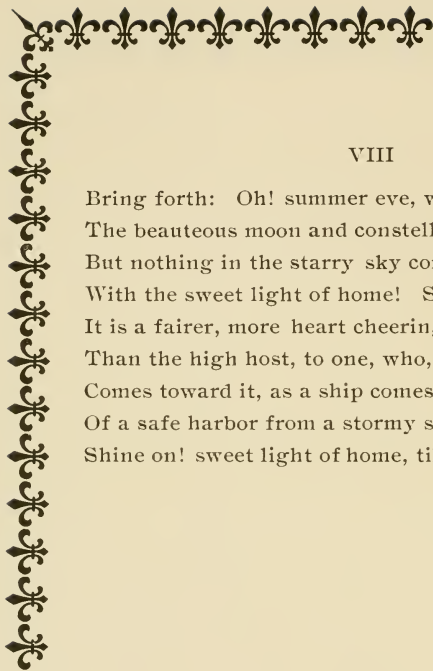 VIII
Bring forth: Oh! summer eve, w
The beauteous moon and constell
But nothing in the starry sky co
With the sweet light of home! S
It is a fairer, more heart cheerin
Than the high host, to one, who,
Comes toward it, as a ship comes
Of a safe harbor from a stormy s
Shine on! sweet light of home, ti